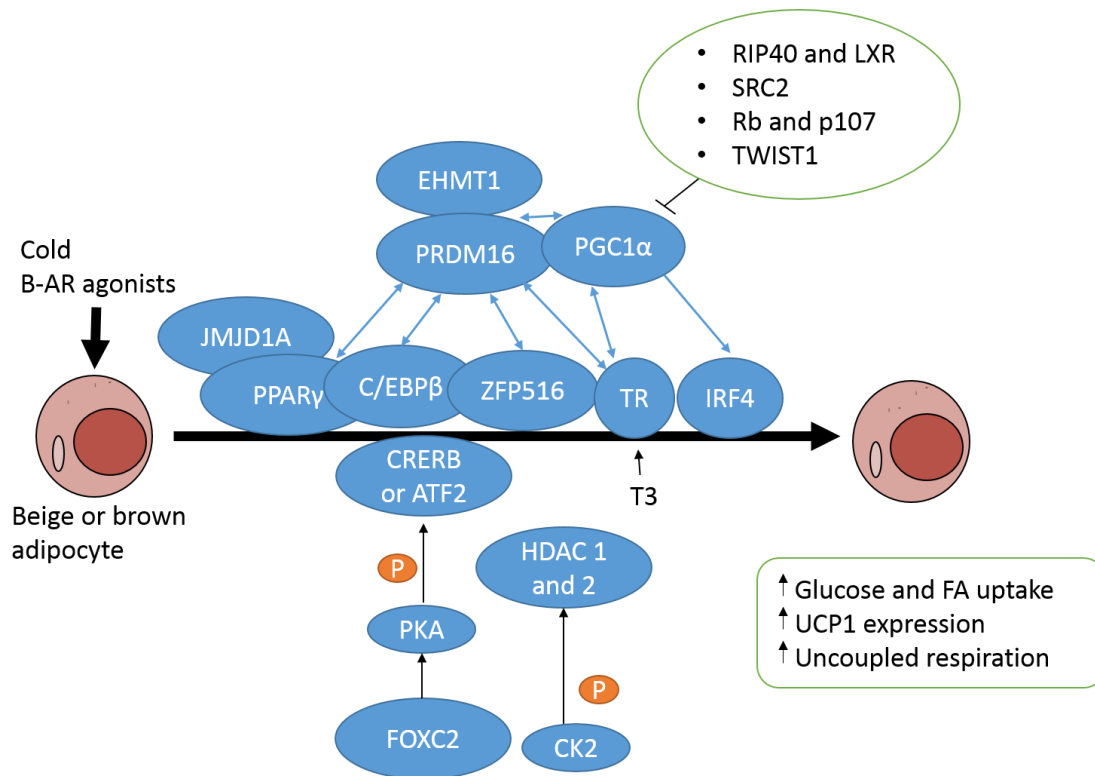 • RIP40 and LXR
• SRC2
• Rb and p107
• TWIST1
EHMT1
PRDM16
PGC1α
Cold
B-AR agonists
JMJD1A
PPARγ
C/EBPβ
ZFP516
TR
IRF4
CRERB
or ATF2
T3
Beige or brown
adipocyte
HDAC 1
and 2
P
PKA
P
FOXC2
CK2
↑ Glucose and FA uptake
↑ UCP1 expression
↑ Uncoupled respiration